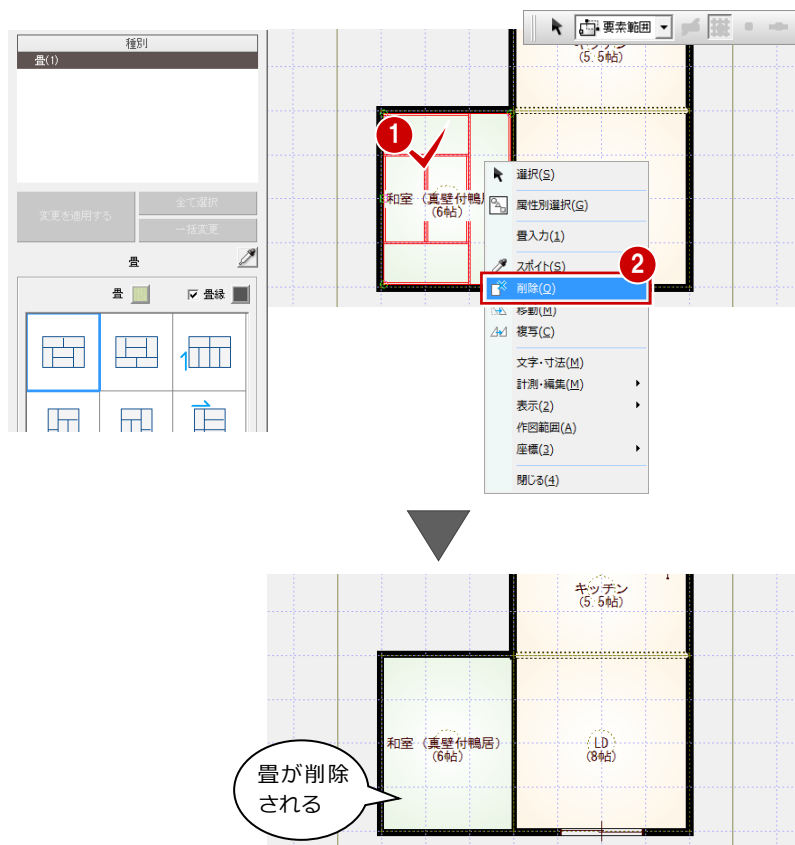 種別
畳(1)
変更を適用する
全て選択
一括変更
畳
畳
畳縁
要素範囲
(5.5帖)
1
和室（真壁付鴨
(6帖)
選択(S)
属性別選択(G)
畳入力(1)
スポイト(S)
2
削除(O)
移動(M)
複写(C)
文字・寸法(M)
計測・編集(M)
表示(2)
作図範囲(A)
座標(3)
閉じる(4)
キッチン
(5.5帖)
和室（真壁付鴨居）
(6帖)
LD
(8帖)
畳が削除
される